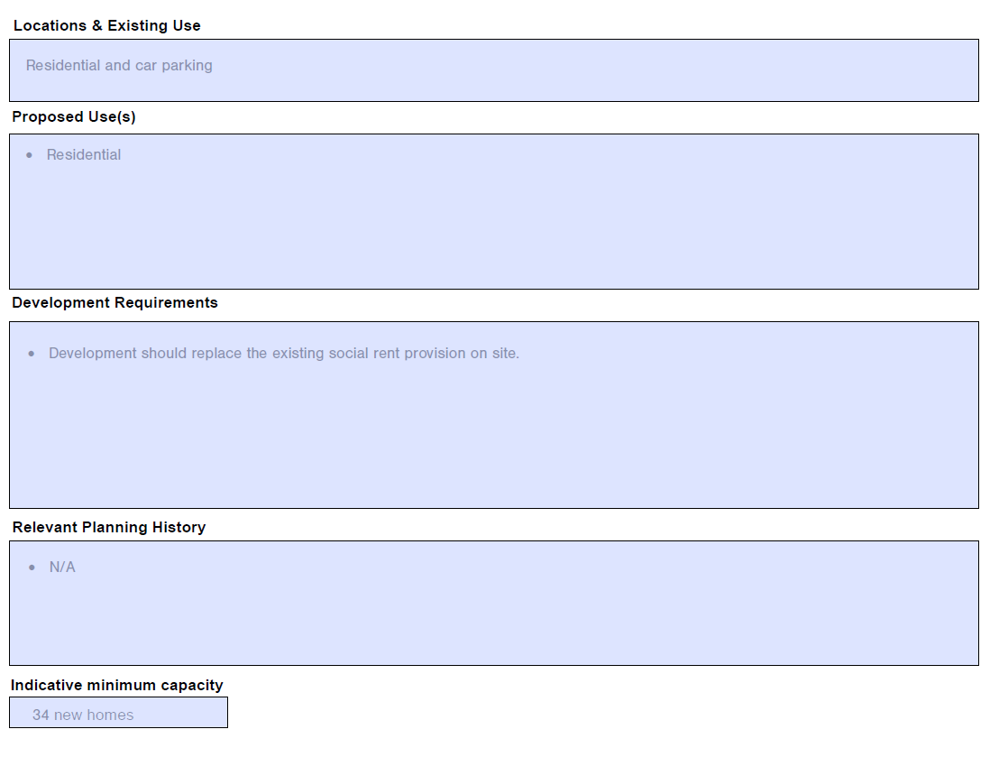 Locations & Existing Use
Residential and car parking
Proposed Use(s)
• Residential
Development Requirements
• Development should replace the existing social rent provision on site.
Relevant Planning History
• N/A
Indicative minimum capacity
34 new homes